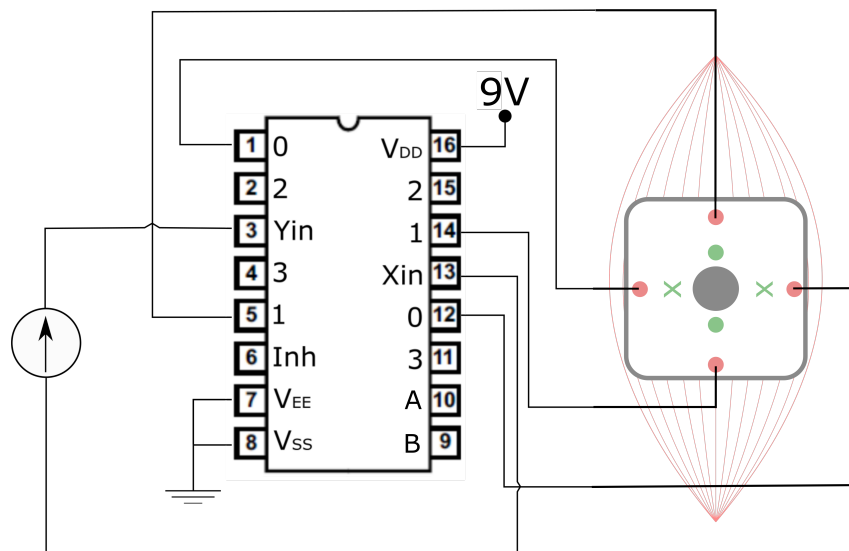 9V
1 0 VDD 16
2 2 2 15
3 Yin 1 14
4 3 Xin 13
5 1 0 12
6 Inh 3 11
7 VEE A 10
8 VSS B 9